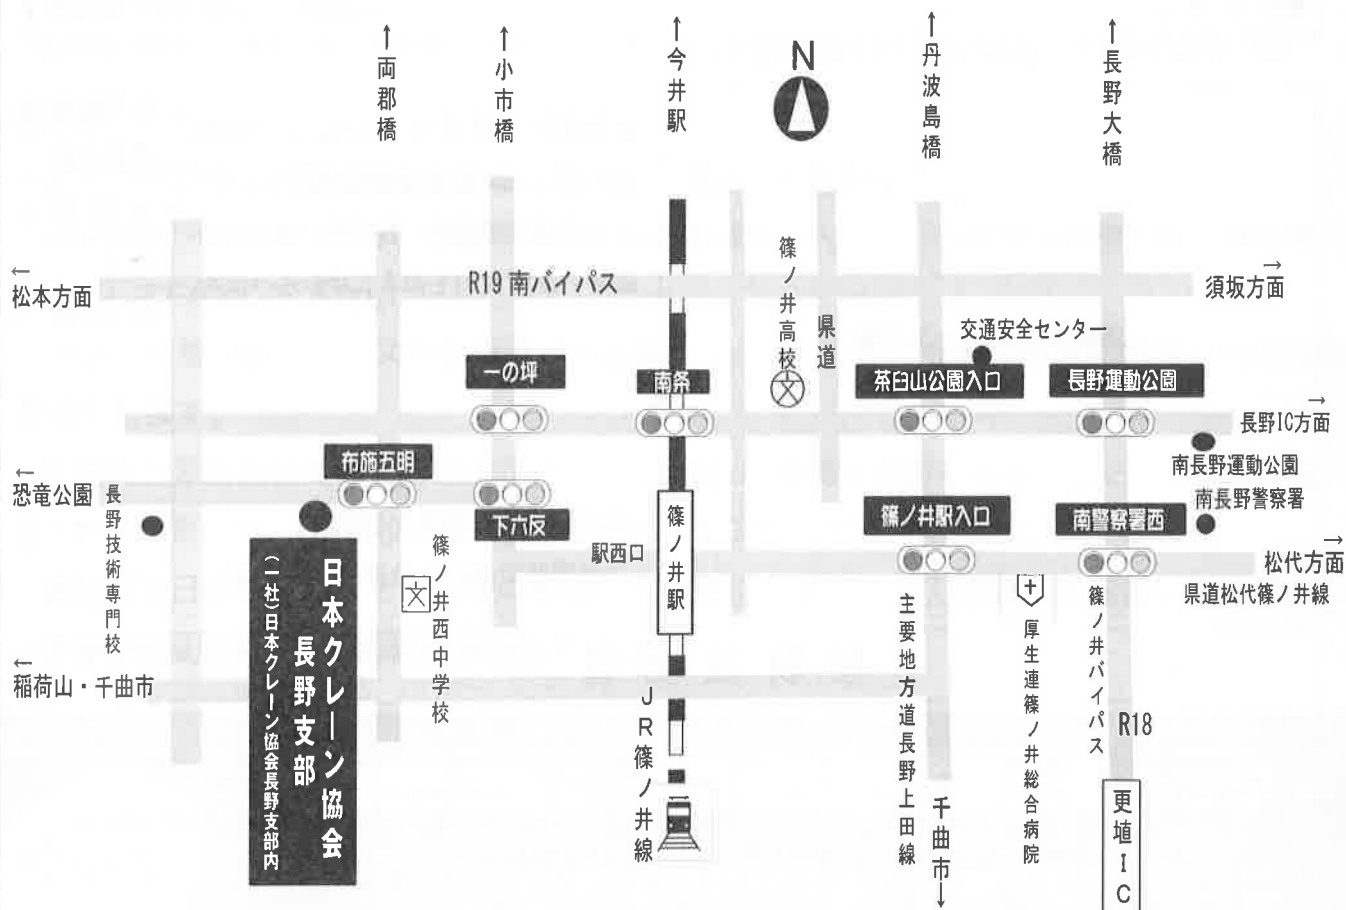 ↑両郡橋
↑小市橋
↑今井駅
N
↑丹波島橋
↑長野大橋
←
松本方面
R19 南バイパス
→
須坂方面
篠ノ井高校
文
県道
交通安全センター
一の坪
南条
茶臼山公園入口
長野運動公園
→
長野IC方面
南長野運動公園
布施五明
←
恐竜公園
下六反
篠ノ井駅入口
南警察署西
南長野警察署
長野技術専門校
駅西口
篠ノ井駅
→
松代方面
県道松代篠ノ井線
日本クレーン協会
長野支部
(一社)日本クレーン協会長野支部内
文
篠ノ井西中学校
←
稲荷山・千曲市
JR篠ノ井線
主要地方道長野上田線
千曲市↓
厚生連篠ノ井総合病院
篠ノ井バイパス
R18
更埴IC